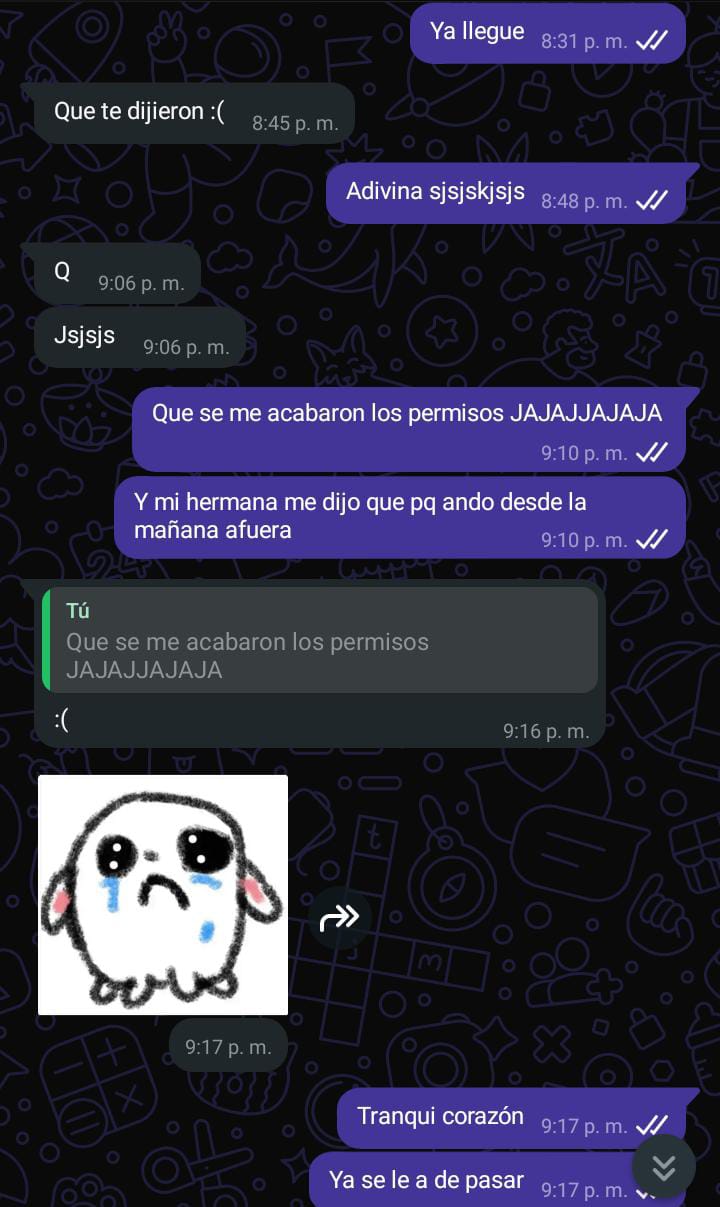 Ya llegue 8:31 p. m.
Que te dijieron :( 8:45 p. m.
Adivina sjsjskjsjs 8:48 p. m.
Q 9:06 p. m.
Jsjsjs 9:06 p. m.
Que se me acabaron los permisos JAJAJJAJAJA
9:10 p. m.
Y mi hermana me dijo que pq ando desde la
mañana afuera 9:10 p. m.
Tú
Que se me acabaron los permisos
JAJAJJAJAJA
:( 9:16 p. m.
9:17 p. m.
Tranqui corazón 9:17 p. m.
Ya se le a de pasar 9:17 p. m.